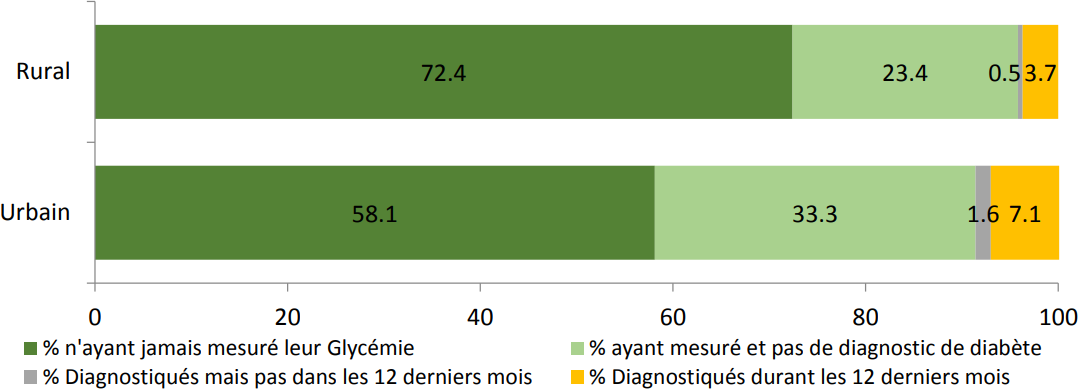 Rural
72.4 23.4 0.5 3.7
Urbain
58.1 33.3 1.6 7.1
0 20 40 60 80 100
% n'ayant jamais mesuré leur Glycémie
% ayant mesuré et pas de diagnostic de diabète
% Diagnostiqués mais pas dans les 12 derniers mois
% Diagnostiqués durant les 12 derniers mois